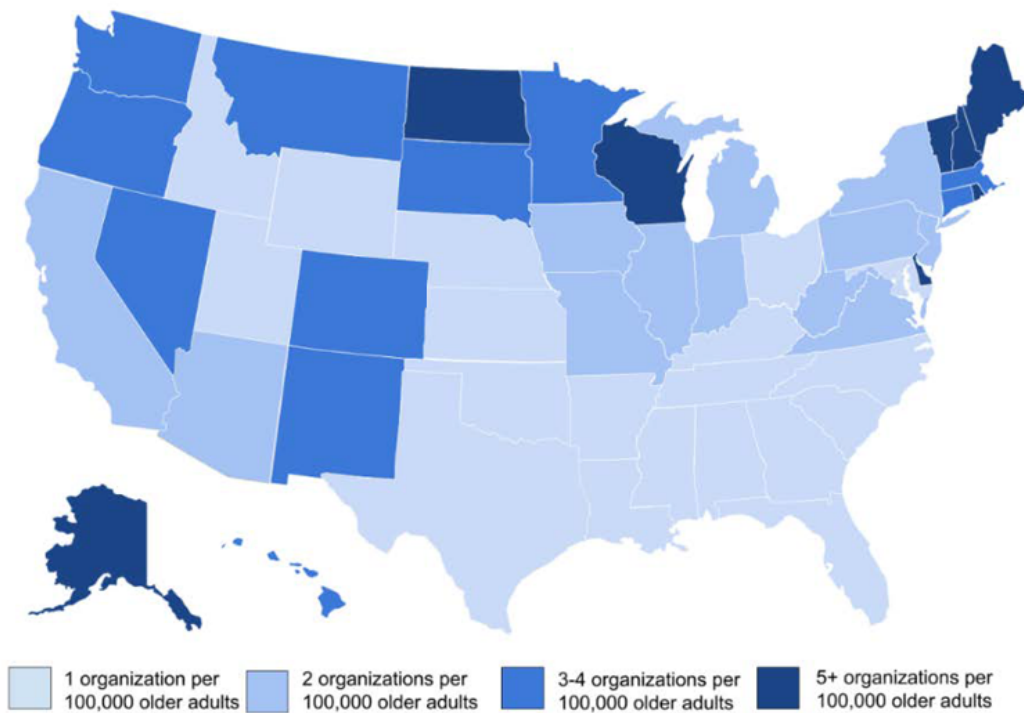 1 organization per
100,000 older adults
2 organizations per
100,000 older adults
3-4 organizations per
100,000 older adults
5+ organizations per
100,000 older adults